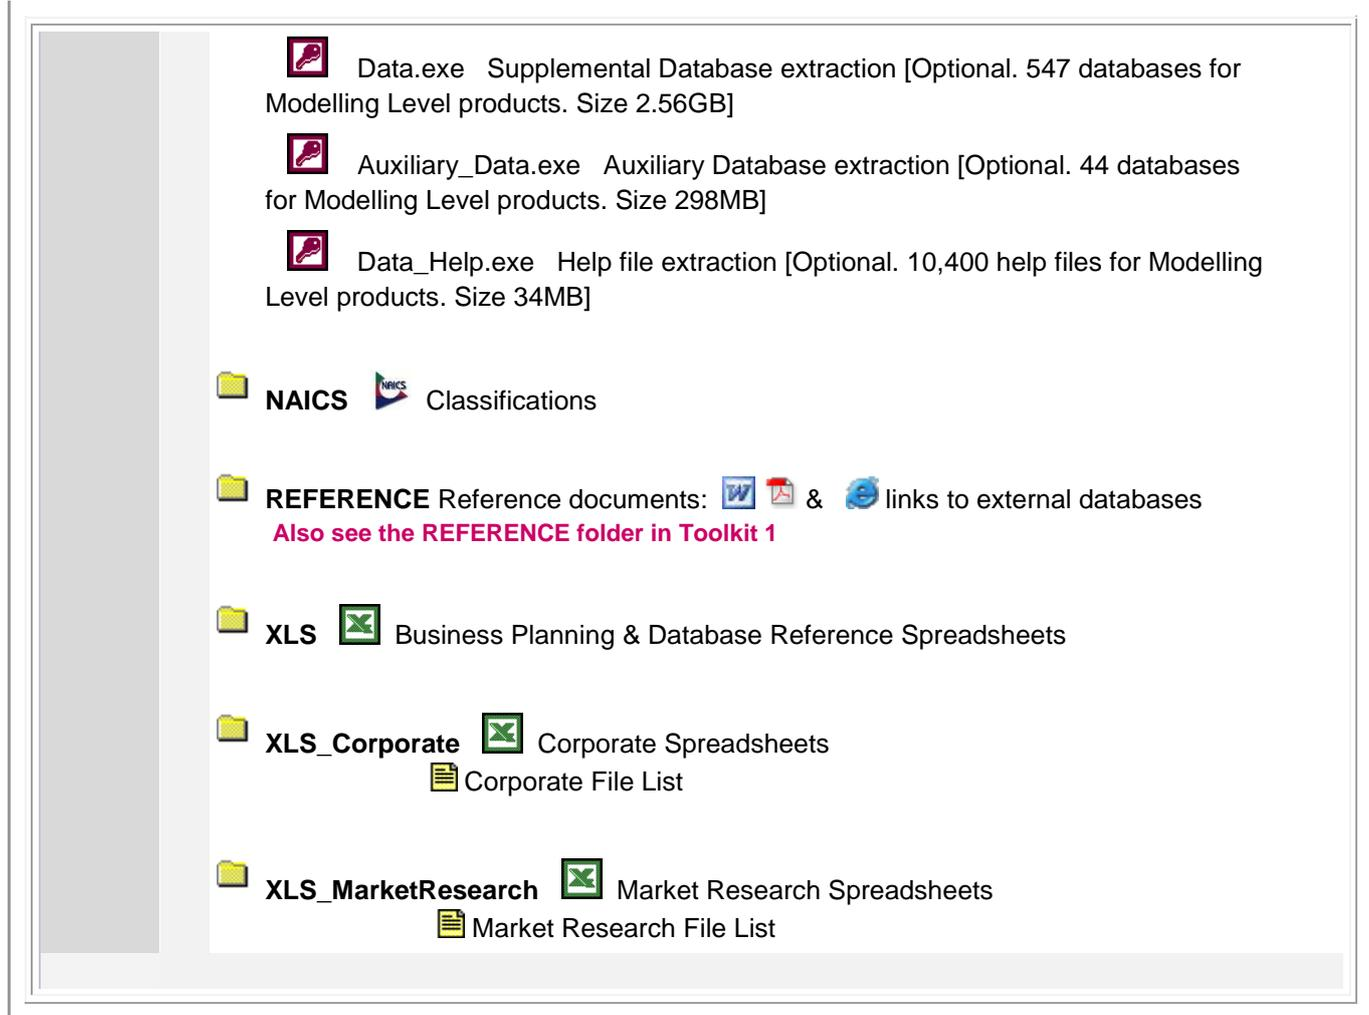 Data.exe Supplemental Database extraction [Optional. 547 databases for
Modelling Level products. Size 2.56GB]
Auxiliary_Data.exe Auxiliary Database extraction [Optional. 44 databases
for Modelling Level products. Size 298MB]
Data_Help.exe Help file extraction [Optional. 10,400 help files for Modelling
Level products. Size 34MB]
NAICS NAICS Classifications
REFERENCE Reference documents: W & e links to external databases
Also see the REFERENCE folder in Toolkit 1
XLS X Business Planning & Database Reference Spreadsheets
XLS_Corporate X Corporate Spreadsheets
Corporate File List
XLS_MarketResearch X Market Research Spreadsheets
Market Research File List